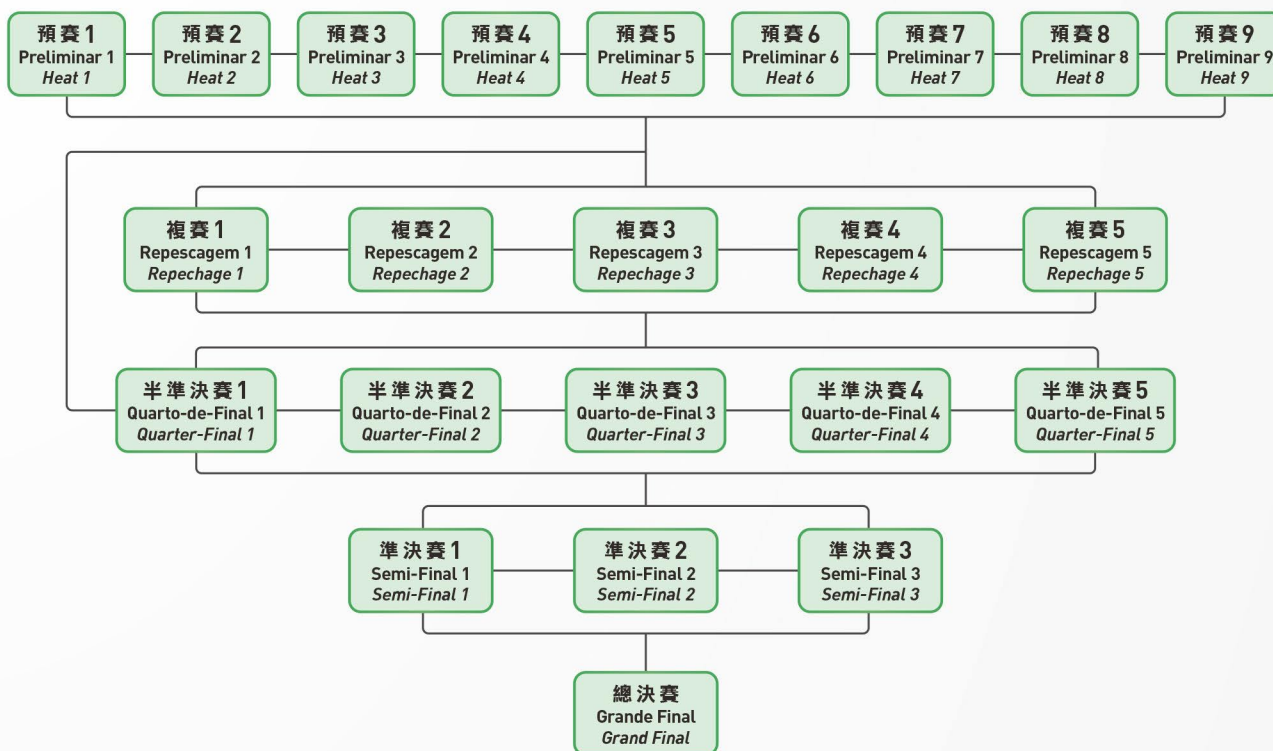 預賽1
Preliminar 1
Heat 1
預賽2
Preliminar 2
Heat 2
預賽3
Preliminar 3
Heat 3
預賽4
Preliminar 4
Heat 4
預賽5
Preliminar 5
Heat 5
預賽6
Preliminar 6
Heat 6
預賽7
Preliminar 7
Heat 7
預賽8
Preliminar 8
Heat 8
預賽9
Preliminar 9
Heat 9
複賽1
Repescagem 1
Repechage 1
複賽2
Repescagem 2
Repechage 2
複賽3
Repescagem 3
Repechage 3
複賽4
Repescagem 4
Repechage 4
複賽5
Repescagem 5
Repechage 5
半準決賽1
Quarto-de-Final 1
Quarter-Final 1
半準決賽2
Quarto-de-Final 2
Quarter-Final 2
半準決賽3
Quarto-de-Final 3
Quarter-Final 3
半準決賽4
Quarto-de-Final 4
Quarter-Final 4
半準決賽5
Quarto-de-Final 5
Quarter-Final 5
準決賽1
Semi-Final 1
Semi-Final 1
準決賽2
Semi-Final 2
Semi-Final 2
準決賽3
Semi-Final 3
Semi-Final 3
總決賽
Grande Final
Grand Final